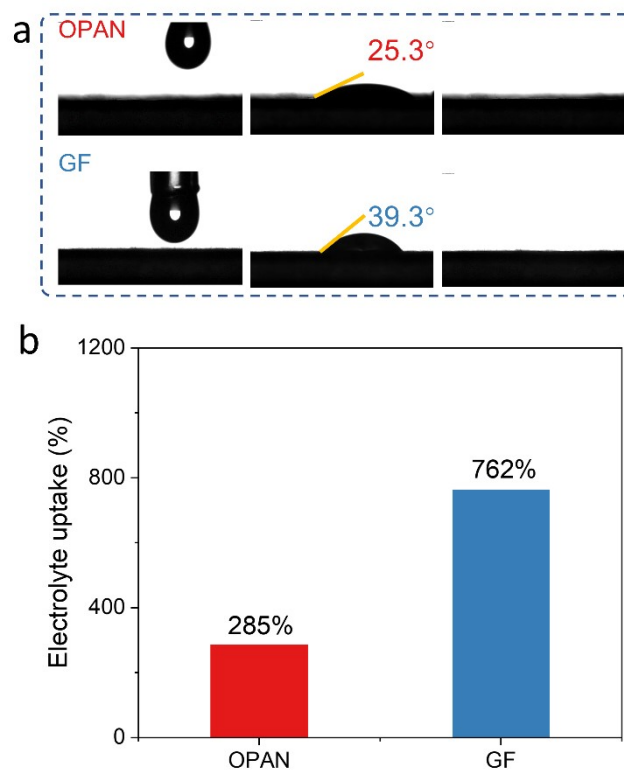 a
OPAN
25.3°
GF
39.3°
b
Electrolyte uptake (%)
1200
800
400
0
285%
762%
OPAN
GF